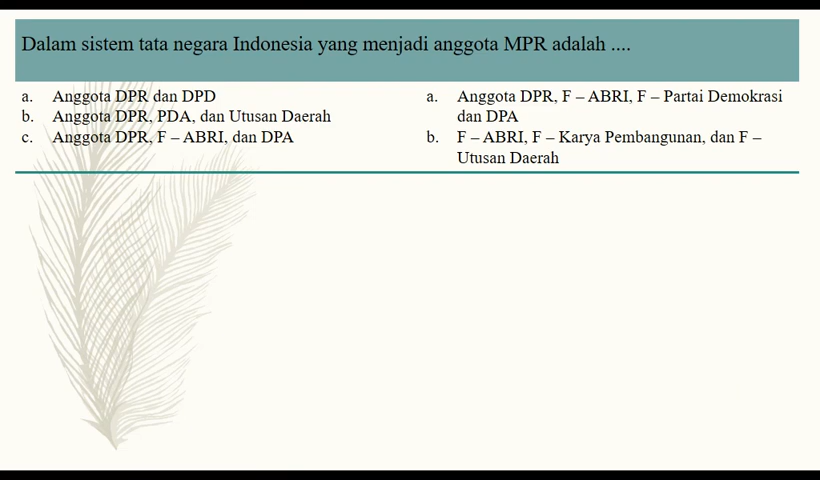 Dalam sistem tata negara Indonesia yang menjadi anggota MPR adalah ....
a. Anggota DPR dan DPD
b. Anggota DPR, PDA, dan Utusan Daerah
c. Anggota DPR, F – ABRI, dan DPA
a. Anggota DPR, F – ABRI, F – Partai Demokrasi
dan DPA
b. F – ABRI, F – Karya Pembangunan, dan F –
Utusan Daerah